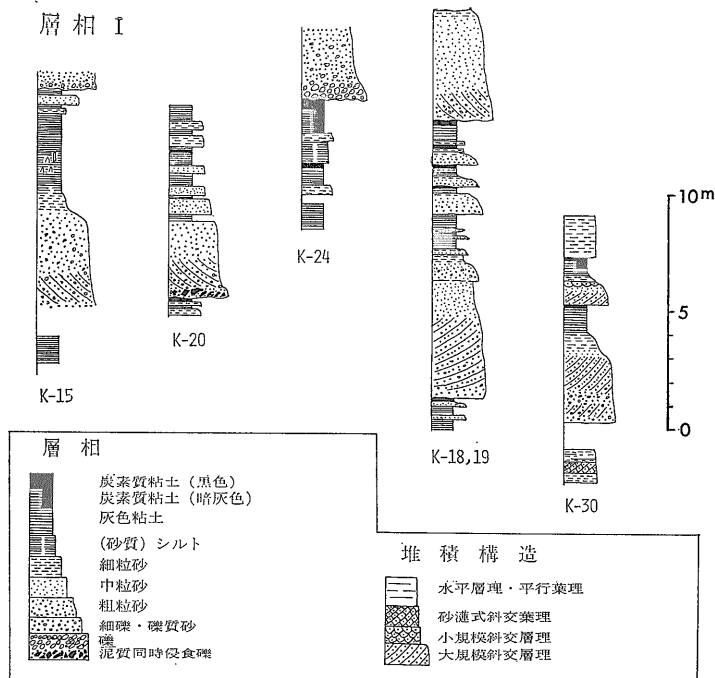 層相 I
K-15
K-20
K-24
K-18,19
K-30
10m
5
0
層相
炭素質粘土(黒色)
炭素質粘土(暗灰色)
灰色粘土
(砂質)シルト
細粒砂
中粒砂
粗粒砂
細礫・礫質砂
礫
泥質同時侵食礫
堆積構造
水平層理・平行葉理
砂漣式斜交葉理
小規模斜交層理
大規模斜交層理